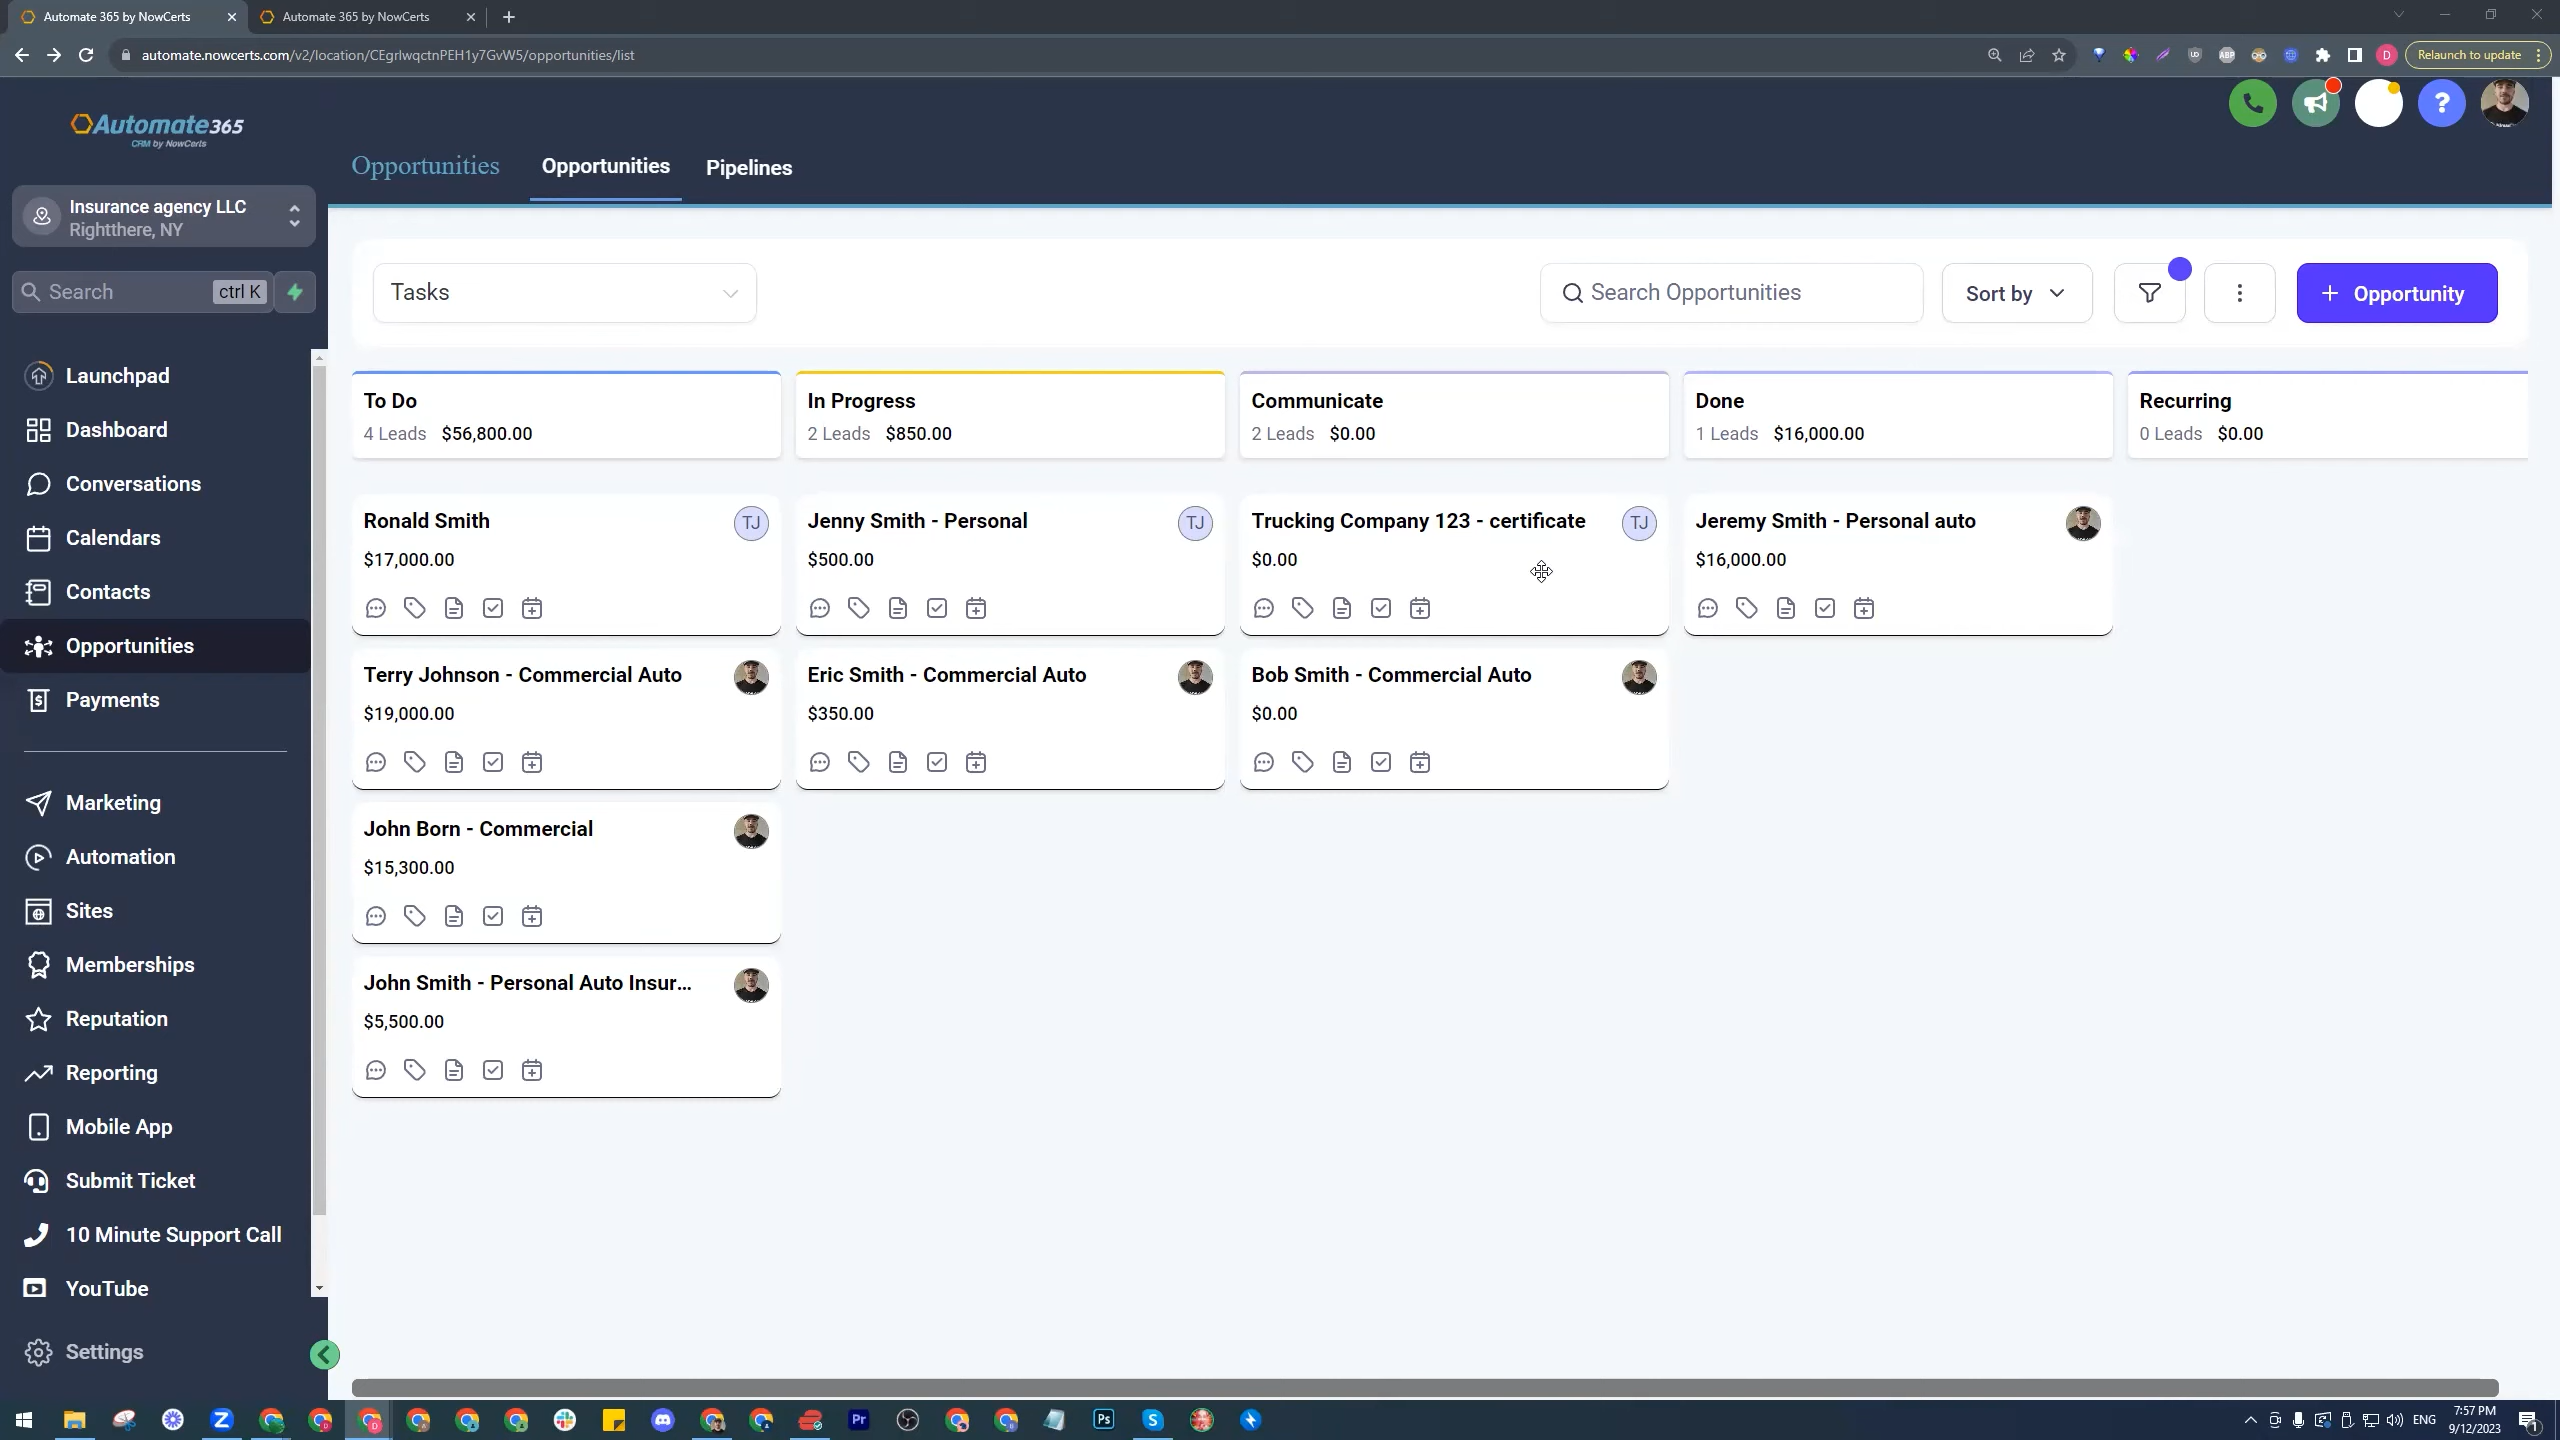 Automate 365 by NowCerts
Automate 365 by NowCerts
automate.nowcerts.com/v2/location/CEgrlwqctnPEH1y7GvW5/opportunities/list
ABP
D
Relaunch to update
Automate365
CRM by NowCerts
Insurance agency LLC
Rightthere, NY
Search
ctrl K
Launchpad
Dashboard
Conversations
Calendars
Contacts
Opportunities
Payments
Marketing
Automation
Sites
Memberships
Reputation
Reporting
Mobile App
Submit Ticket
10 Minute Support Call
YouTube
Settings
Opportunities
Opportunities
Pipelines
?
Tasks
Search Opportunities
Sort by
+ Opportunity
To Do
4 Leads $56,800.00
Ronald Smith
TJ
$17,000.00
Terry Johnson - Commercial Auto
$19,000.00
John Born - Commercial
$15,300.00
John Smith - Personal Auto Insur...
$5,500.00
In Progress
2 Leads $850.00
Jenny Smith - Personal
TJ
$500.00
Eric Smith - Commercial Auto
$350.00
Communicate
2 Leads $0.00
Trucking Company 123 - certificate
TJ
$0.00
Bob Smith - Commercial Auto
$0.00
Done
1 Leads $16,000.00
Jeremy Smith - Personal auto
$16,000.00
Recurring
0 Leads $0.00
Z
Pr
Ps
S
ENG
7:57 PM
9/12/2023
1